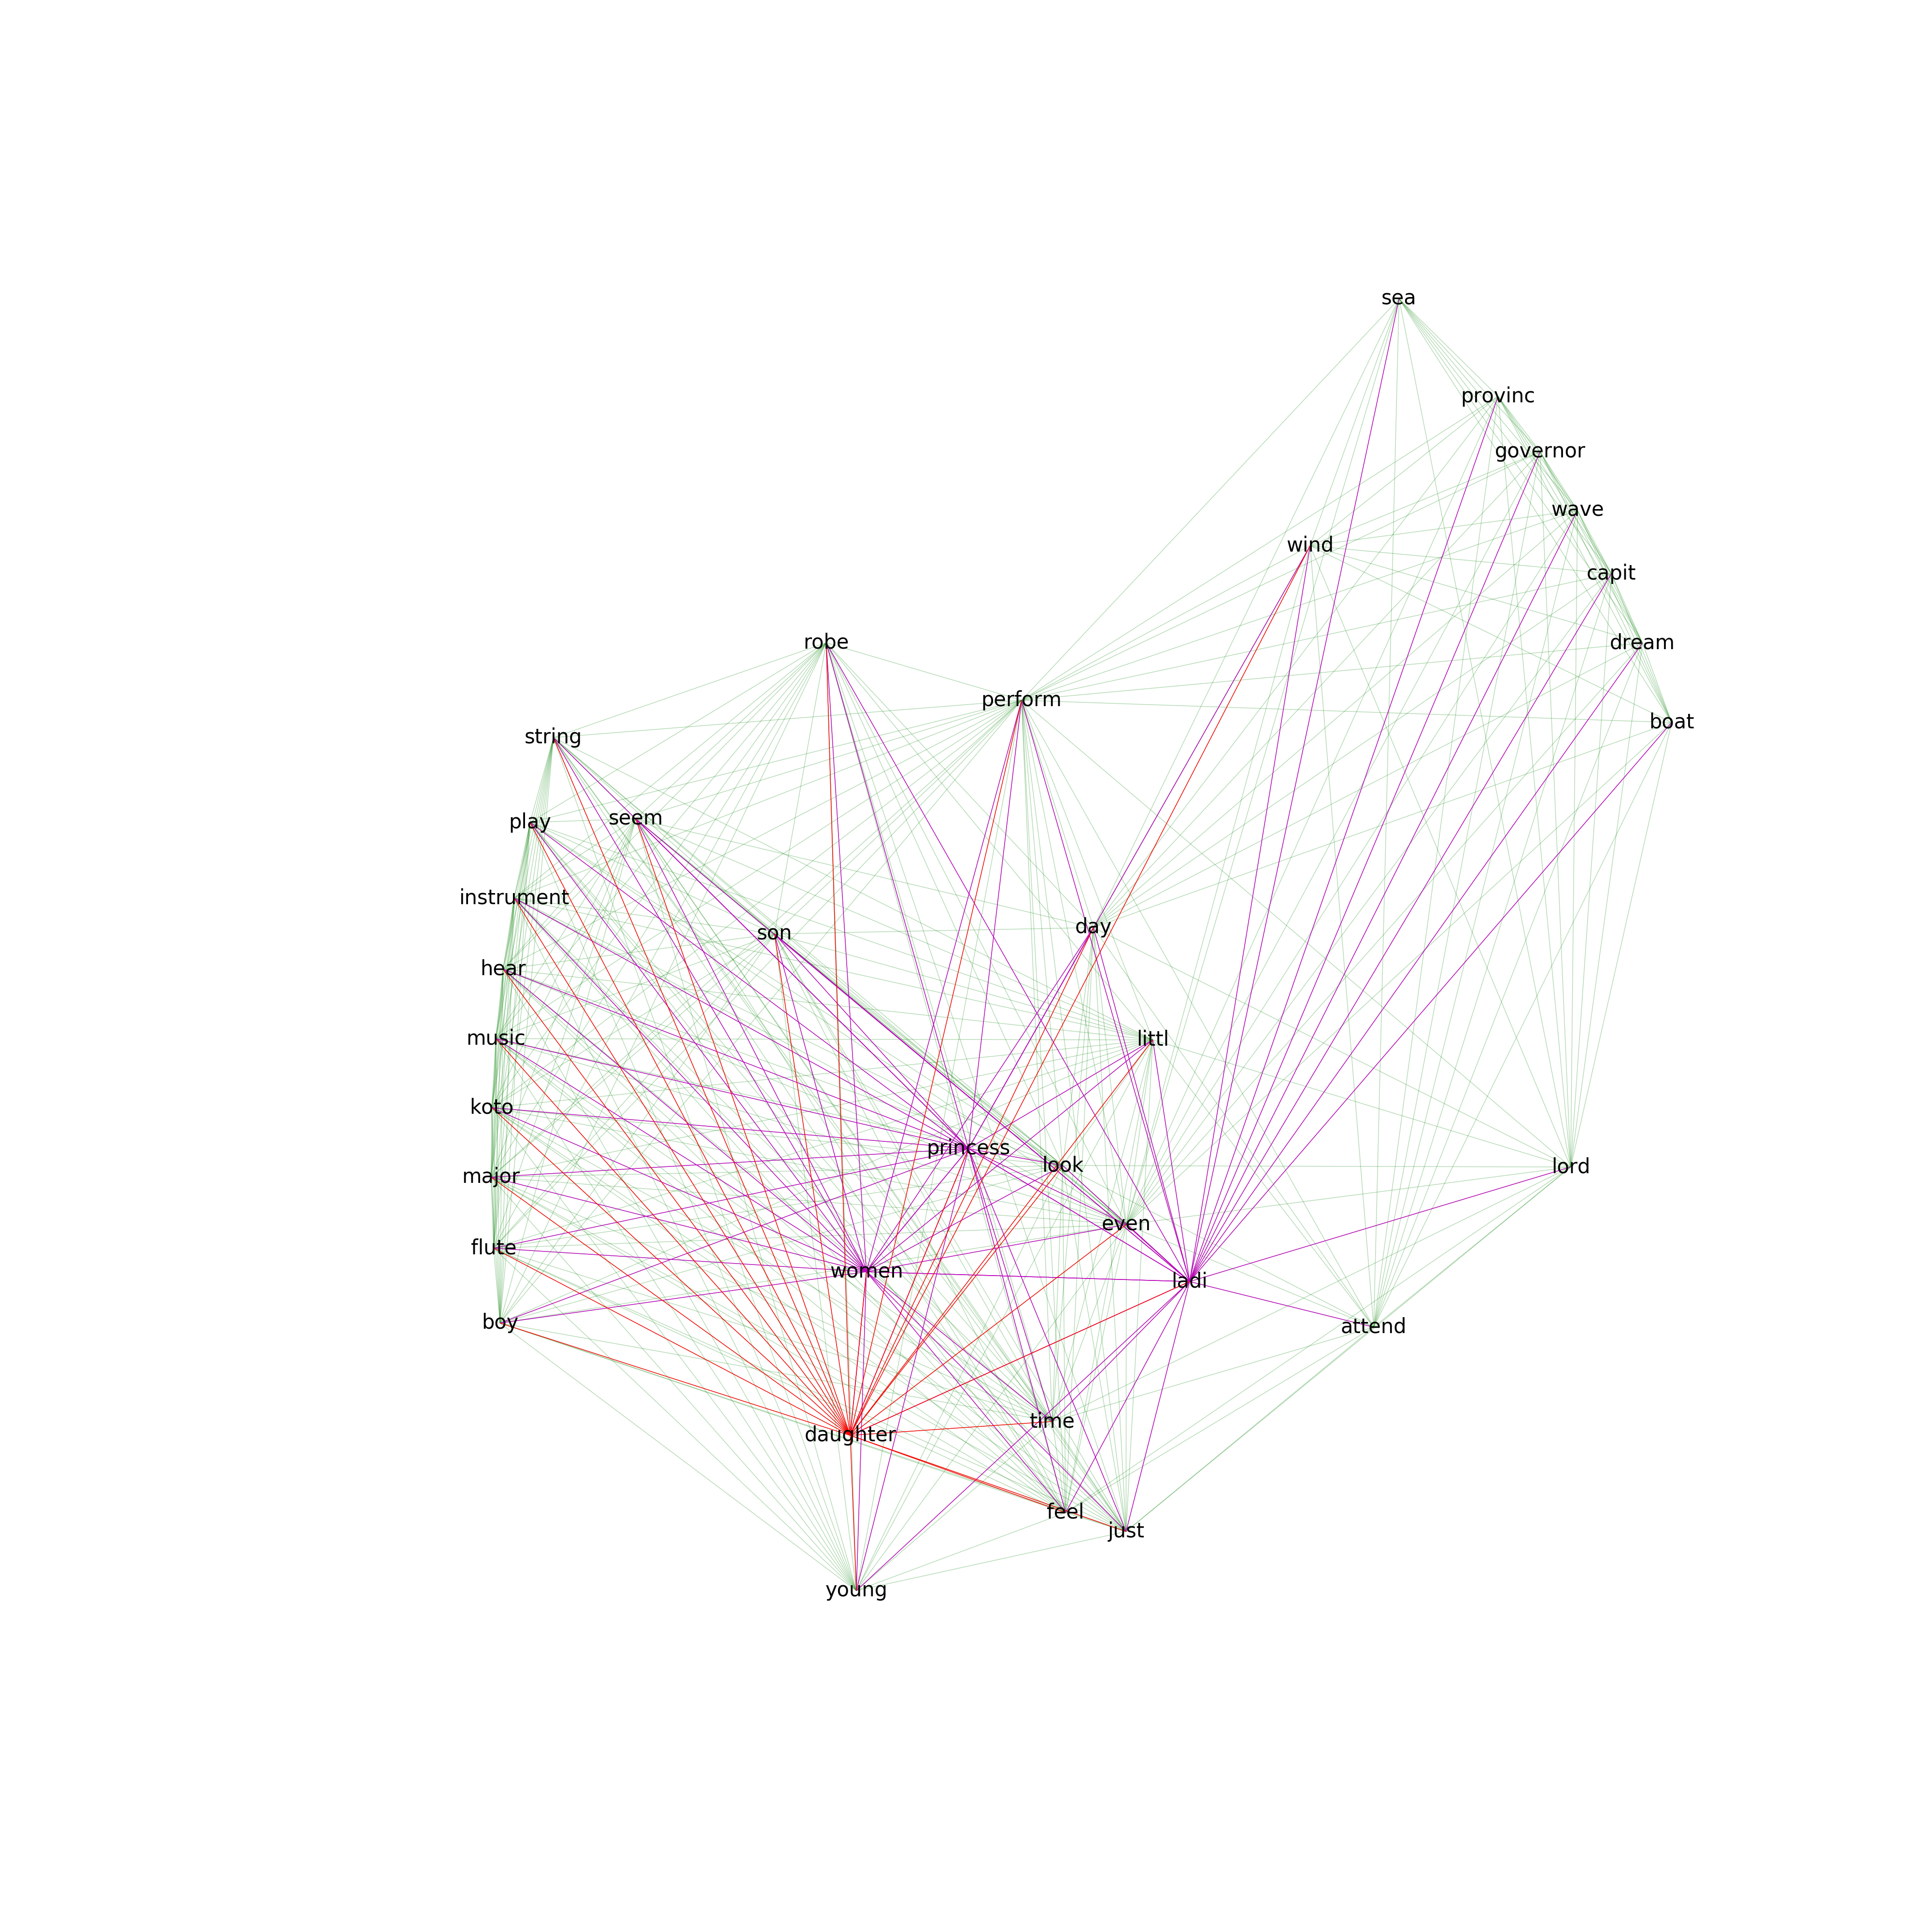 sea
provinc
governor
wave
wind
capit
dream
robe
perform
boat
string
play
seem
instrument
son
day
hear
music
littl
koto
princess
look
lord
major
even
flute
women
ladi
boy
attend
time
daughter
feel
just
young